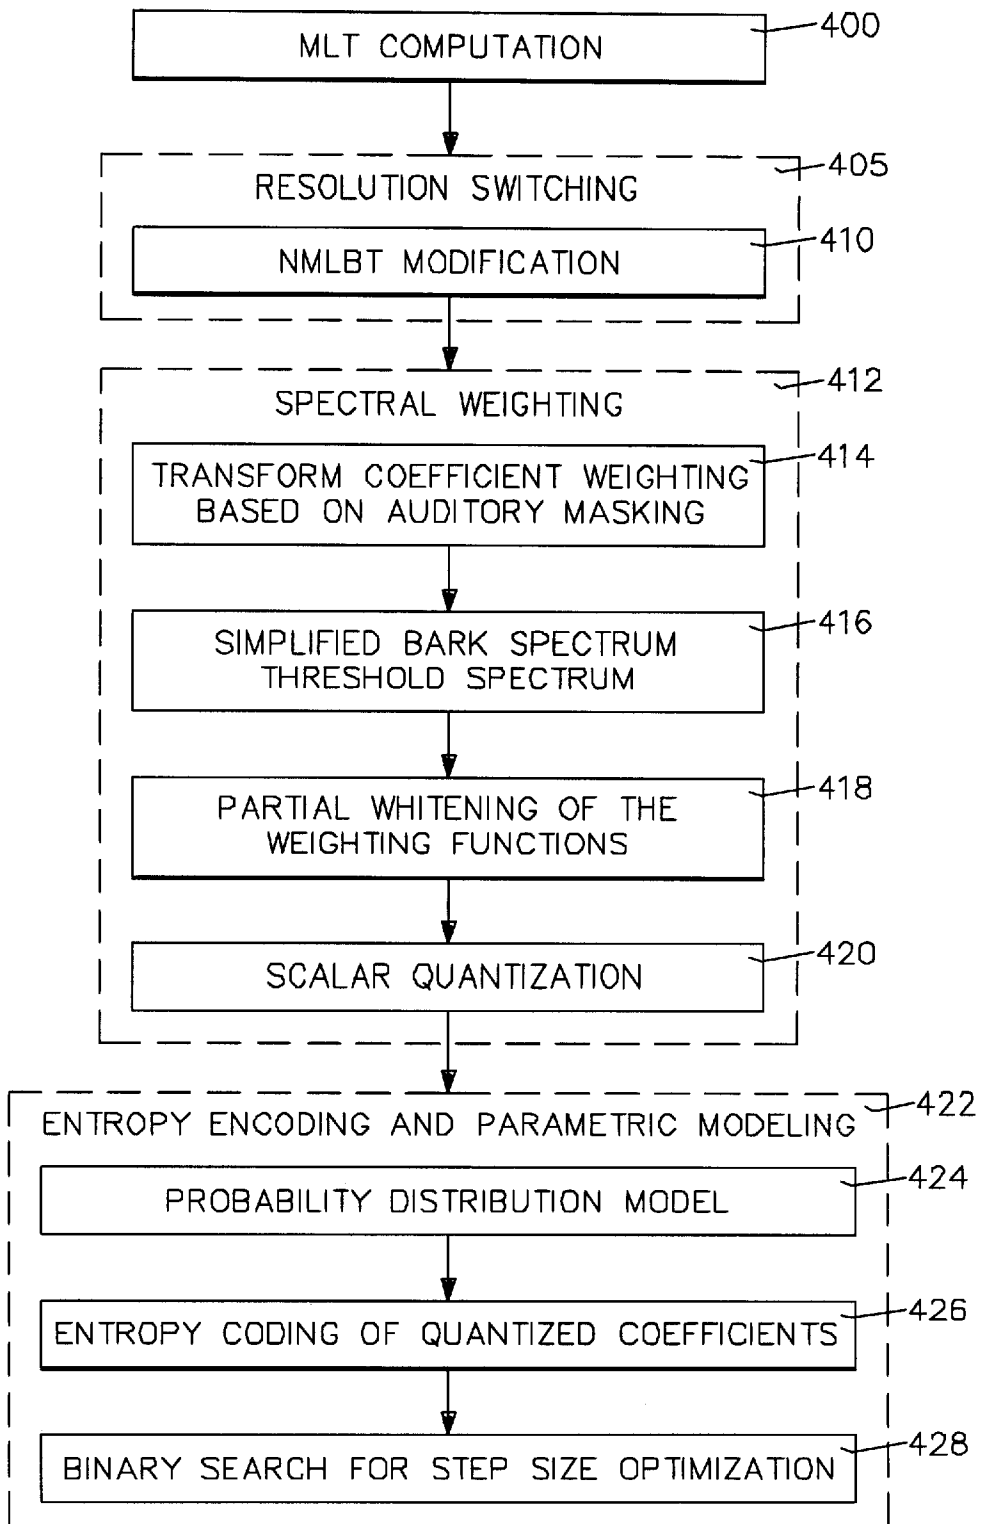 MLT COMPUTATION
400
RESOLUTION SWITCHING
405
NMLBT MODIFICATION
410
SPECTRAL WEIGHTING
412
TRANSFORM COEFFICIENT WEIGHTING
BASED ON AUDITORY MASKING
414
SIMPLIFIED BARK SPECTRUM
THRESHOLD SPECTRUM
416
PARTIAL WHITENING OF THE
WEIGHTING FUNCTIONS
418
SCALAR QUANTIZATION
420
ENTROPY ENCODING AND PARAMETRIC MODELING
422
PROBABILITY DISTRIBUTION MODEL
424
ENTROPY CODING OF QUANTIZED COEFFICIENTS
426
BINARY SEARCH FOR STEP SIZE OPTIMIZATION
428